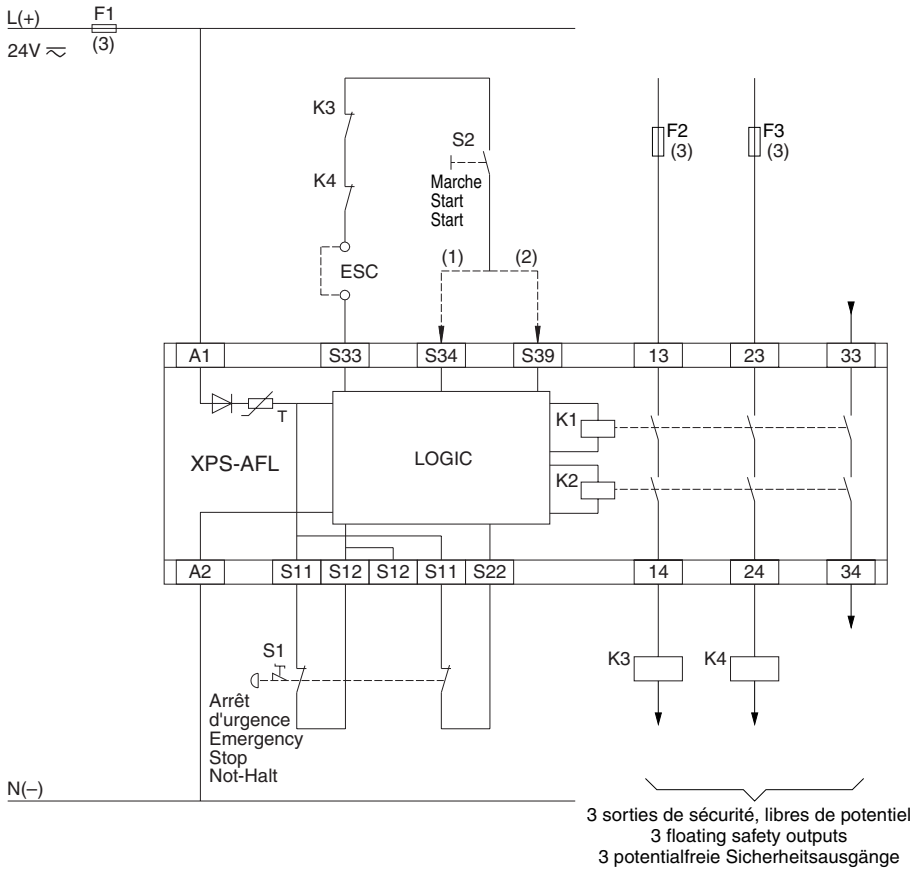 L(+)
F1
(3)
24V
K3
K4
ESC
S2
Marche
Start
Start
(1)
(2)
F2
(3)
F3
(3)
A1
S33
S34
S39
13
23
33
T
XPS-AFL
LOGIC
K1
K2
A2
S11
S12
S12
S11
S22
14
24
34
S1
Arrêt
d'urgence
Emergency
Stop
Not-Halt
K3
K4
N(–)
3 sorties de sécurité, libres de potentiel
3 floating safety outputs
3 potentialfreie Sicherheitsausgänge